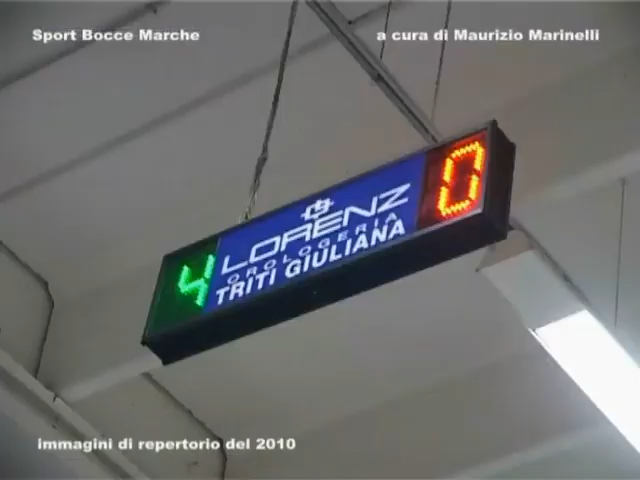 Sport Bocce Marche
a cura di Maurizio Marinelli
4
LORENZ
OROLOGERIA
TRITI GIULIANA
0
immagini di repertorio del 2010